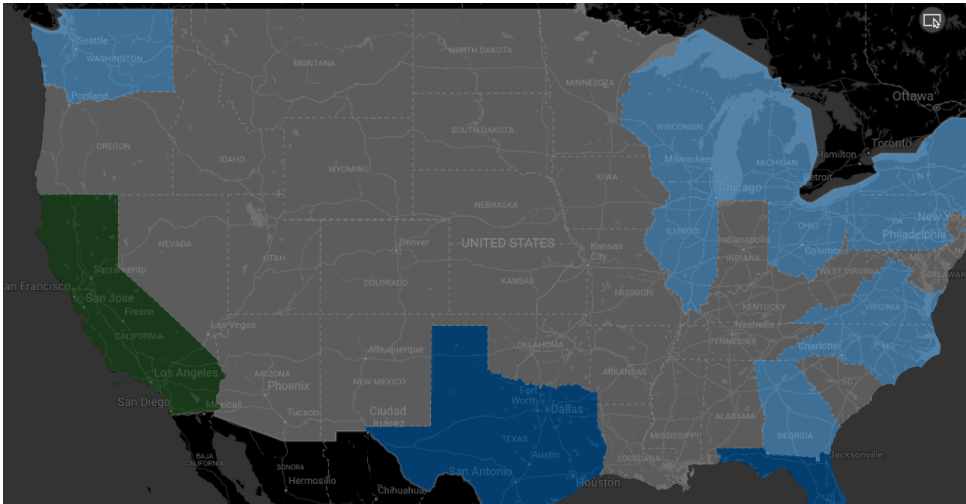 Seattle
WASHINGTON
Portland
MONTANA
NORTH DAKOTA
MINNESOTA
Ottawa
OREGON
IDAHO
SOUTH DAKOTA
WISCONSIN
Toronto
WYOMING
Milwaukee
MICHIGAN
Hamilton
Detroit
IOWA
Chicago
NEBRASKA
N Y
NEVADA
UTAH
Denver
UNITED STATES
ILLINOIS
Indianapolis
INDIANA
OHIO
Columbus
PA
New York
Philadelphia
Kansas
City
Sacramento
an Francisco
San Jose
Fresno
COLORADO
KANSAS
MISSOURI
WEST VIRGINIA
DELAWAR
KENTUCKY
VIRGINIA
CALIFORNIA
Las Vegas
Nashville
TENNESSEE
Charlotte
NC
Los Angeles
Albuquerque
OKLAHOMA
ARIZONA
Phoenix
NEW MEXICO
ARKANSAS
SC
San Diego
Mexicali
Tucson
Ciudad
Juárez
Fort
Worth
Dallas
MISSISSIPPI
ALABAMA
GEORGIA
BAJA
CALIFORNIA
SONORA
Hermosillo
Chihuahua
TEXAS
Austin
San Antonio
Houston
LOUISIANA
Jacksonville